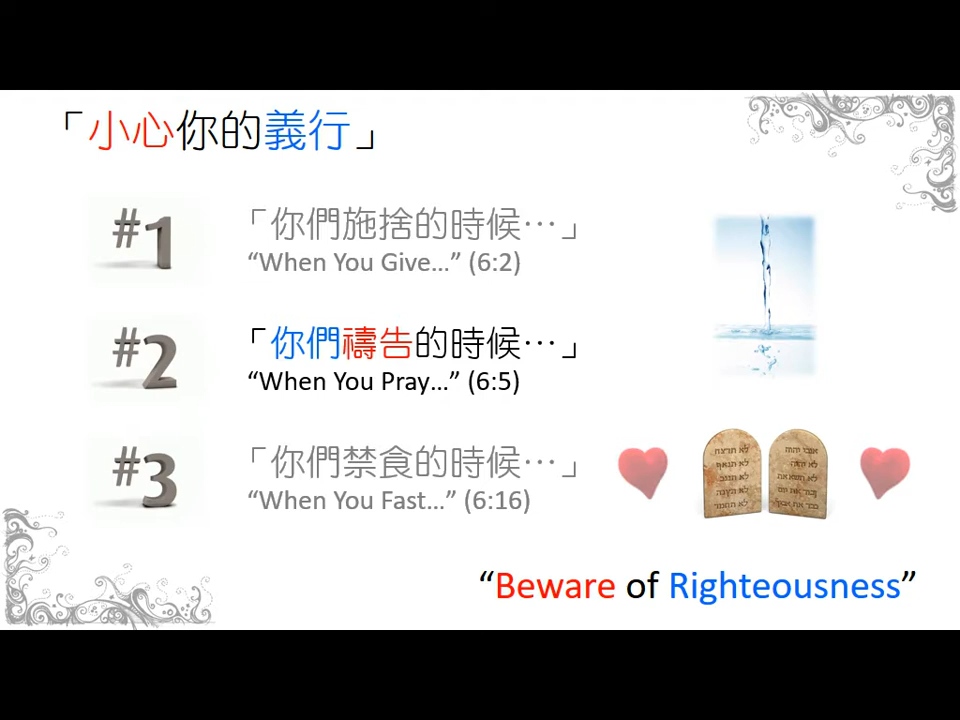 「小心你的義行」
#1
「你們施捨的時候…」
“When You Give…” (6:2)
#2
「你們禱告的時候…」
“When You Pray…” (6:5)
#3
「你們禁食的時候…」
“When You Fast…” (6:16)
“Beware of Righteousness”